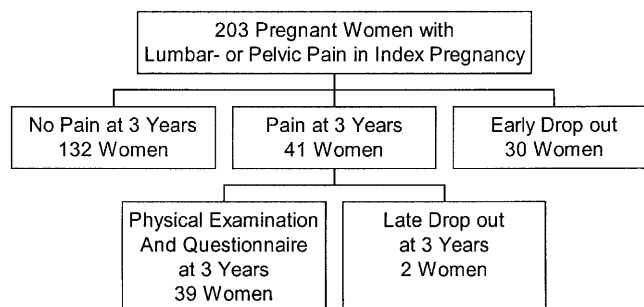 203 Pregnant Women with
Lumbar- or Pelvic Pain in Index Pregnancy
No Pain at 3 Years
132 Women
Pain at 3 Years
41 Women
Early Drop out
30 Women
Physical Examination
And Questionnaire
at 3 Years
39 Women
Late Drop out
at 3 Years
2 Women